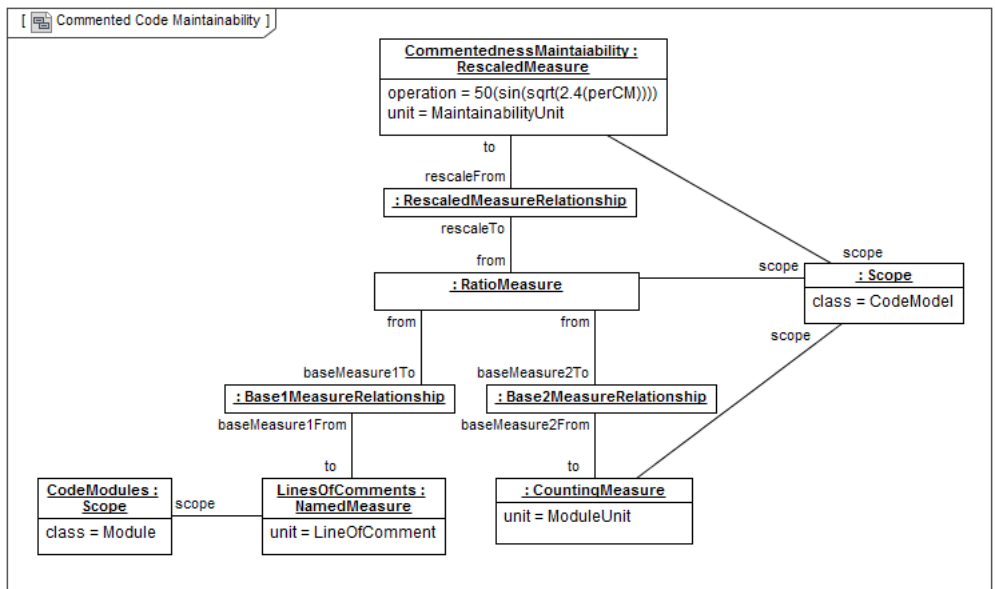 [ Commented Code Maintainability ]
CommentednessMaintaiability :
RescaledMeasure
operation = 50(sin(sqrt(2.4(perCM))))
unit = MaintainabilityUnit
to
rescaleFrom
: RescaledMeasureRelationship
rescaleTo
from
: RatioMeasure
scope
scope
: Scope
class = CodeModel
scope
from
from
baseMeasure1To
baseMeasure2To
: Base1MeasureRelationship
: Base2MeasureRelationship
baseMeasure1From
baseMeasure2From
to
to
CodeModules :
Scope
class = Module
scope
LinesOfComments :
NamedMeasure
unit = LineOfComment
: CountingMeasure
unit = ModuleUnit